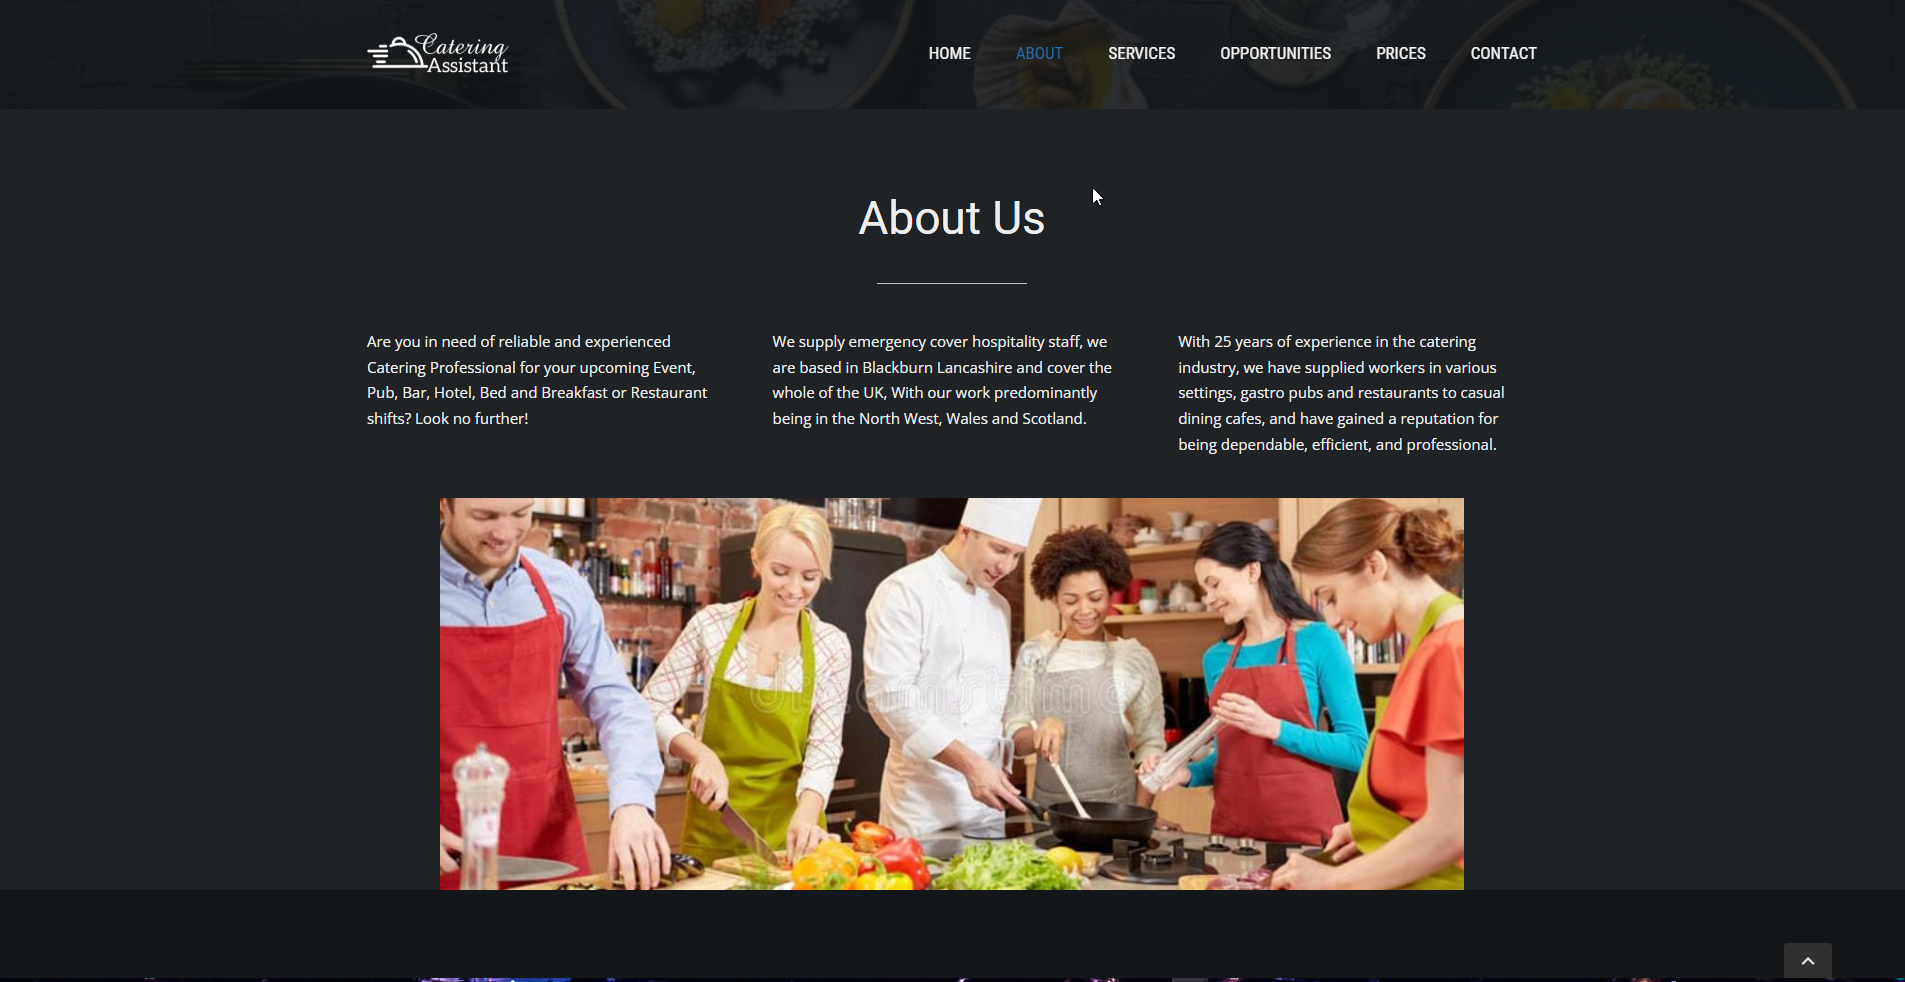 Catering
Assistant
HOME
ABOUT
SERVICES
OPPORTUNITIES
PRICES
CONTACT
About Us
Are you in need of reliable and experienced
Catering Professional for your upcoming Event,
Pub, Bar, Hotel, Bed and Breakfast or Restaurant
shifts? Look no further!
We supply emergency cover hospitality staff, we
are based in Blackburn Lancashire and cover the
whole of the UK, With our work predominantly
being in the North West, Wales and Scotland.
With 25 years of experience in the catering
industry, we have supplied workers in various
settings, gastro pubs and restaurants to casual
dining cafes, and have gained a reputation for
being dependable, efficient, and professional.
dreamstime